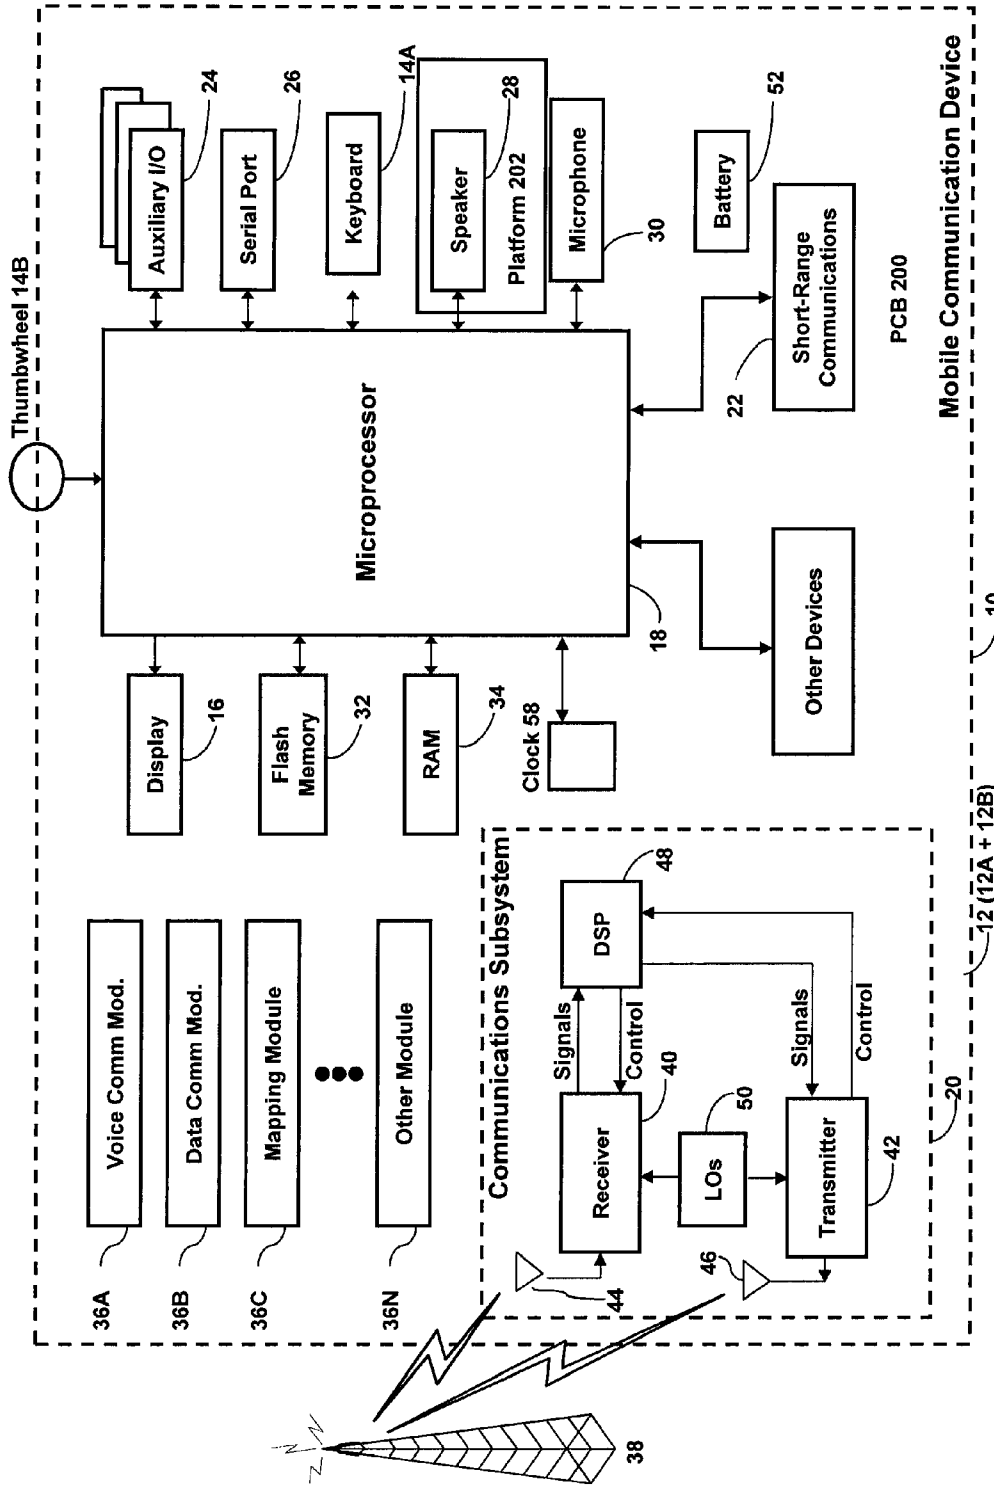 Thumbwheel 14B
36A
Voice Comm Mod.
36B
Data Comm Mod.
36C
Mapping Module
36N
Other Module
Display
16
Flash
Memory
32
RAM
34
Clock 58
Microprocessor
18
Auxiliary I/O
24
Serial Port
26
Keyboard
14A
Speaker
28
Platform 202
Microphone
30
Battery
52
Short-Range
Communications
22
PCB 200
Other Devices
Communications Subsystem
DSP
48
Signals
Control
Receiver
40
44
LOs
50
Signals
Control
Transmitter
42
46
20
38
Mobile Communication Device
12 (12A + 12B)
10